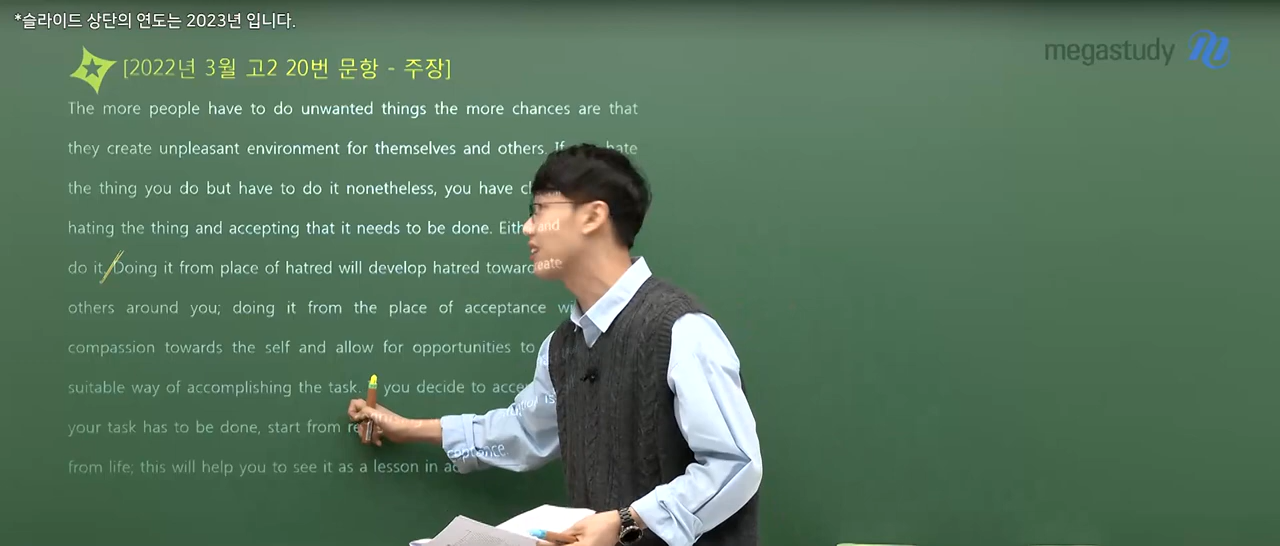 *슬라이드 상단의 연도는 2023년 입니다.
megastudy
[2022년 3월 고2 20번 문항 - 주장]
The more people have to do unwanted things the more chances are that
they create unpleasant environment for themselves and others. If hate
the thing you do but have to do it nonetheless, you have
hating the thing and accepting that it needs to be done. and
do it. Doing it from place of hatred will develop hatred
others around you; doing it from the place of acceptance
compassion towards the self and allow for opportunities to
suitable way of accomplishing the task. you decide to
your task has to be done, start from is
from life; this will help you to see it as a lesson in